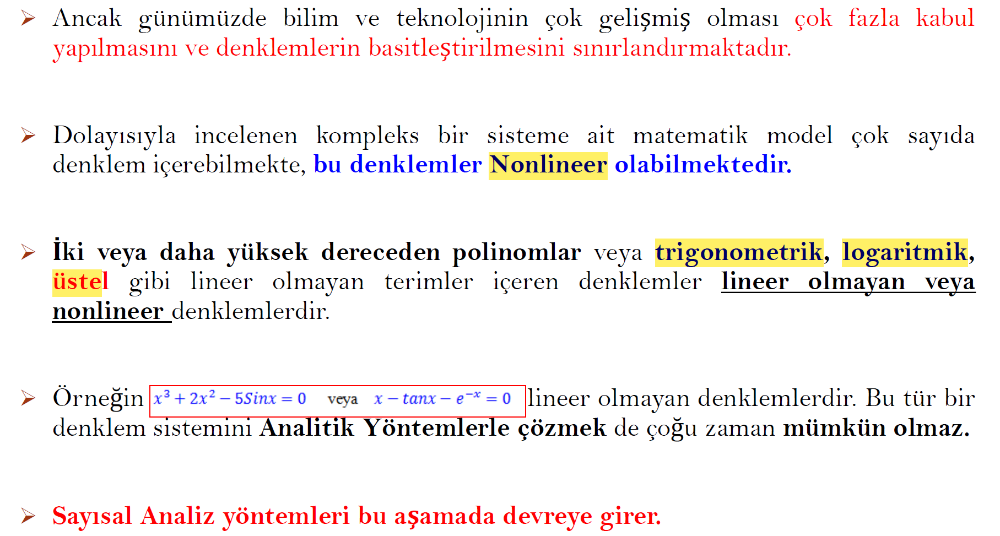 ➢ Ancak günümüzde bilim ve teknolojinin çok gelişmiş olması çok fazla kabul
yapılmasını ve denklemlerin basitleştirilmesini sınırlandırmaktadır.
➢ Dolayısıyla incelenen kompleks bir sisteme ait matematik model çok sayıda
denklem içerebilmekte, bu denklemler Nonlineer olabilmektedir.
➢ İki veya daha yüksek dereceden polinomlar veya trigonometrik, logaritmik,
üstel gibi lineer olmayan terimler içeren denklemler lineer olmayan veya
nonlineer denklemlerdir.
➢ Örneğin x³ + 2x² − 5Sinx = 0 veya x − tanx − e⁻ˣ = 0 lineer olmayan denklemlerdir. Bu tür bir
denklem sistemini Analitik Yöntemlerle çözmek de çoğu zaman mümkün olmaz.
➢ Sayısal Analiz yöntemleri bu aşamada devreye girer.